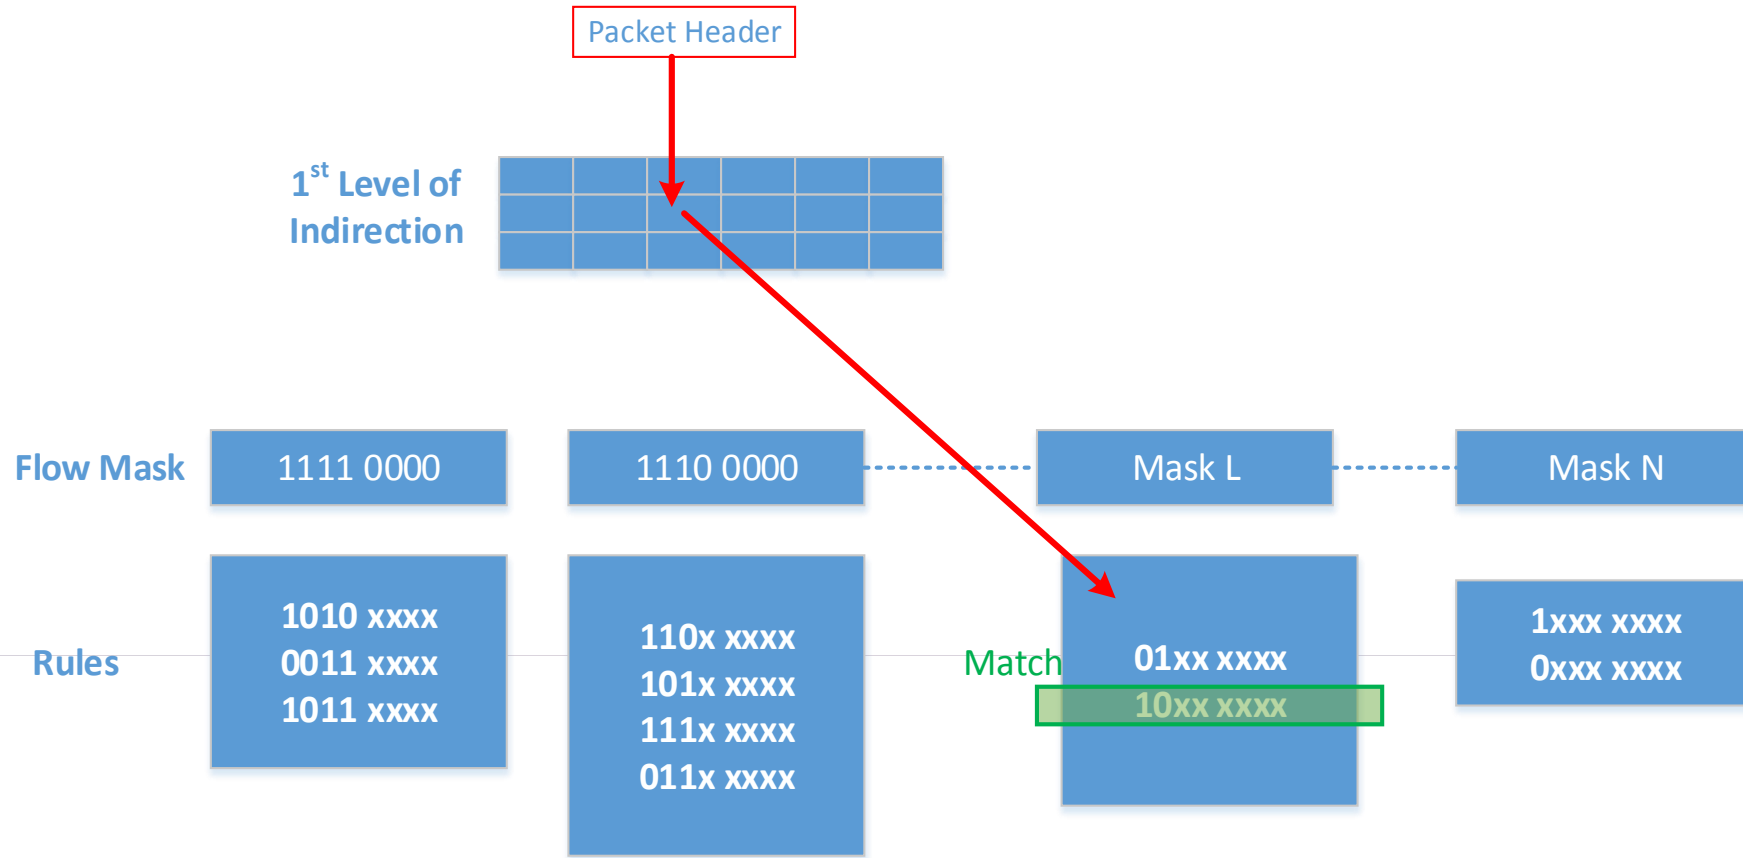 Packet Header
1st Level of
Indirection
Flow Mask
1111 0000
1110 0000
Mask L
Mask N
Rules
1010 xxxx
0011 xxxx
1011 xxxx
110x xxxx
101x xxxx
111x xxxx
011x xxxx
Match
01xx xxxx
10xx xxxx
1xxx xxxx
0xxx xxxx